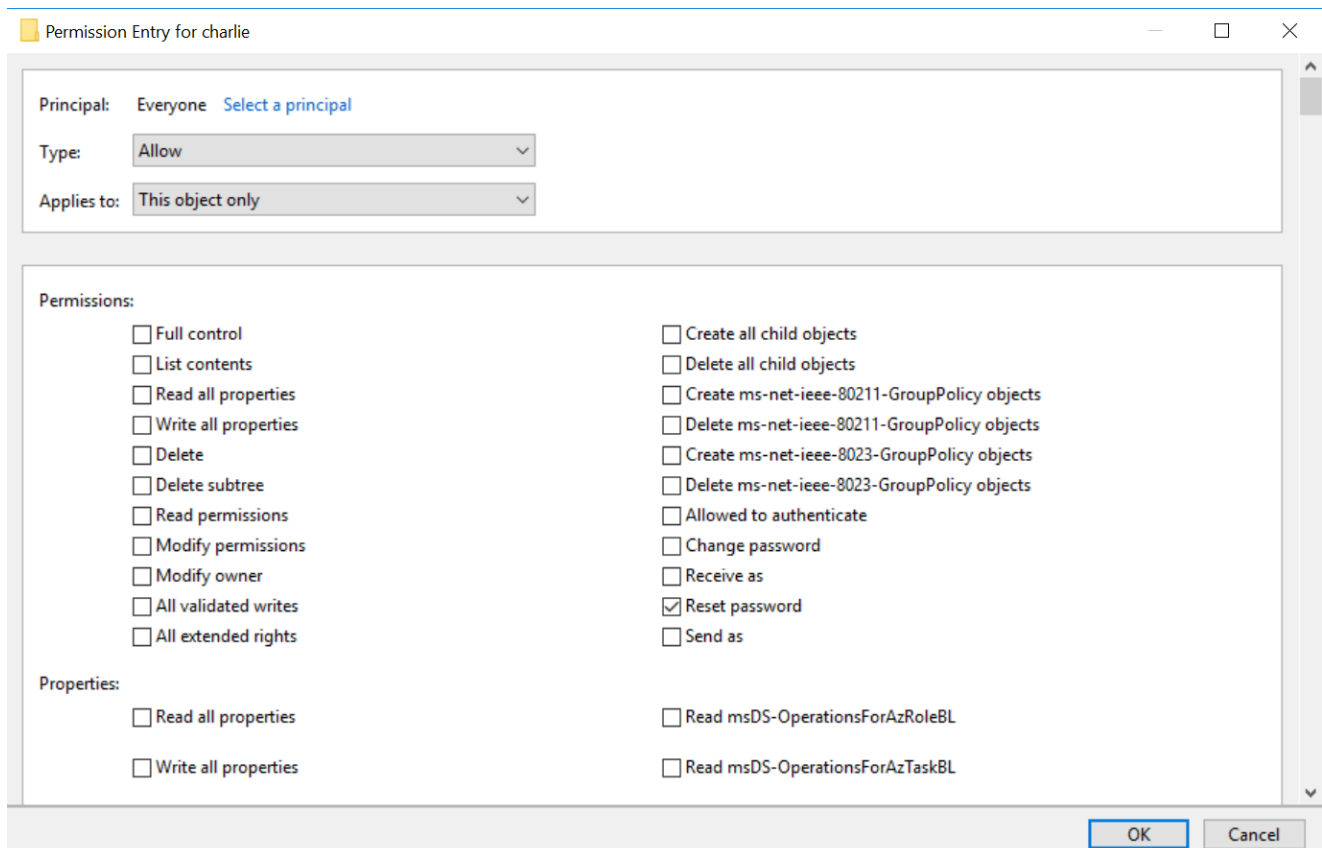 Permission Entry for charlie
Principal: Everyone Select a principal
Type: Allow
Applies to: This object only
Permissions:
Full control
List contents
Read all properties
Write all properties
Delete
Delete subtree
Read permissions
Modify permissions
Modify owner
All validated writes
All extended rights
Create all child objects
Delete all child objects
Create ms-net-ieee-80211-GroupPolicy objects
Delete ms-net-ieee-80211-GroupPolicy objects
Create ms-net-ieee-8023-GroupPolicy objects
Delete ms-net-ieee-8023-GroupPolicy objects
Allowed to authenticate
Change password
Receive as
Reset password
Send as
Properties:
Read all properties
Write all properties
Read msDS-OperationsForAzRoleBL
Read msDS-OperationsForAzTaskBL
OK Cancel